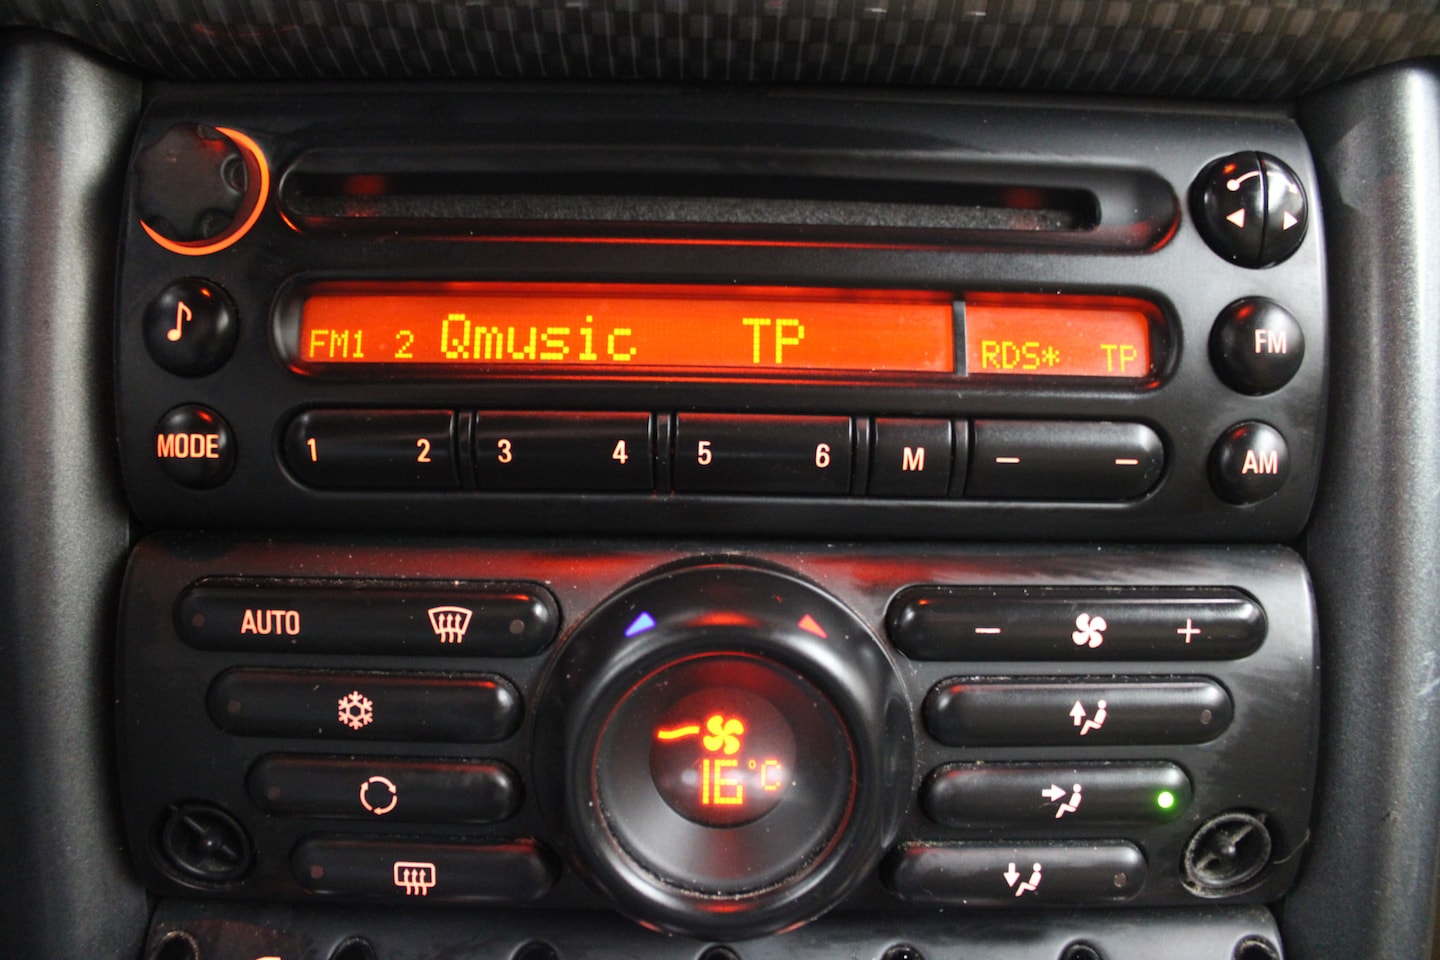 FM1 2 Qmusic TP RDS* TP
FM
MODE
1 2 3 4 5 6 M — —
AM
AUTO
- +
16°C